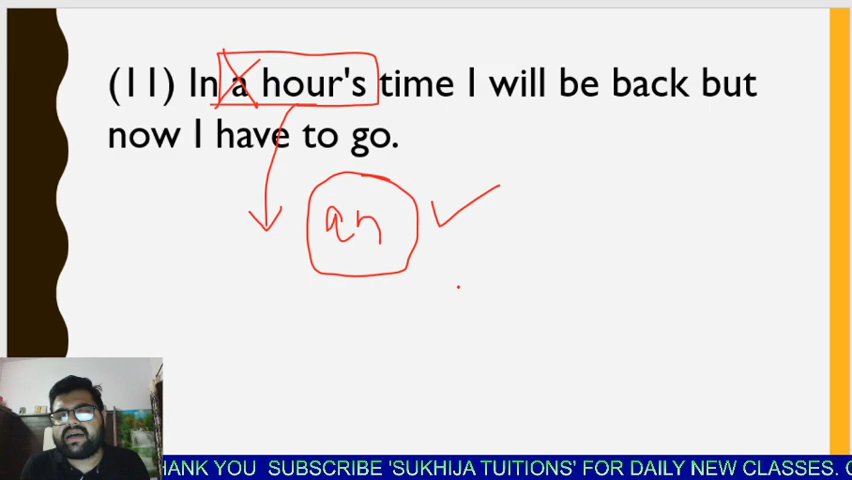 (11) In a hour's time I will be back but
now I have to go.
an
HANK YOU SUBSCRIBE 'SUKHIJA TUITIONS' FOR DAILY NEW CLASSES.